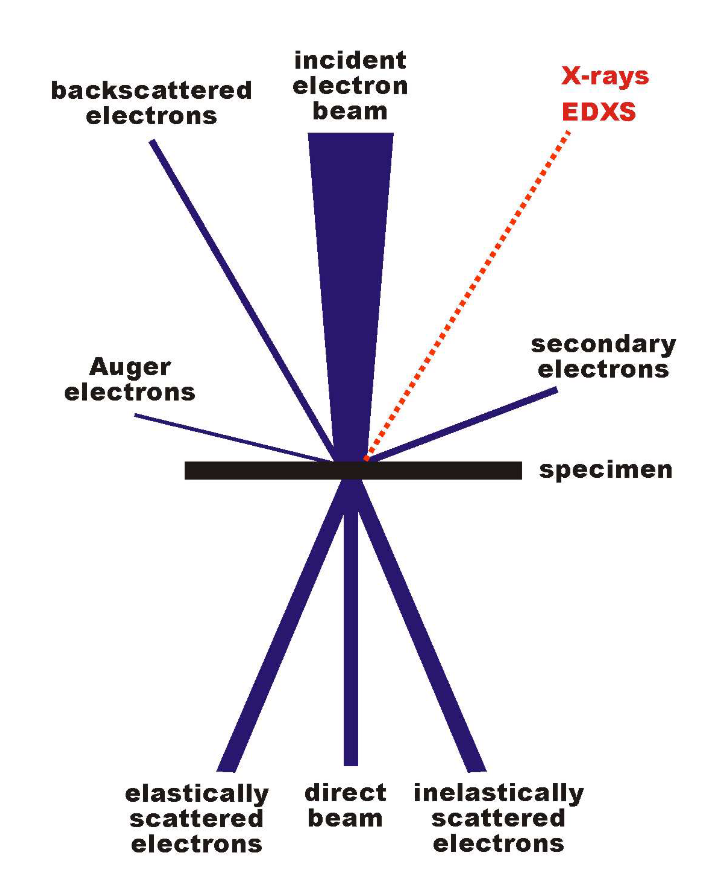 incident
electron
beam
backscattered
electrons
X-rays
EDXS
Auger
electrons
secondary
electrons
specimen
elastically
scattered
electrons
direct
beam
inelastically
scattered
electrons